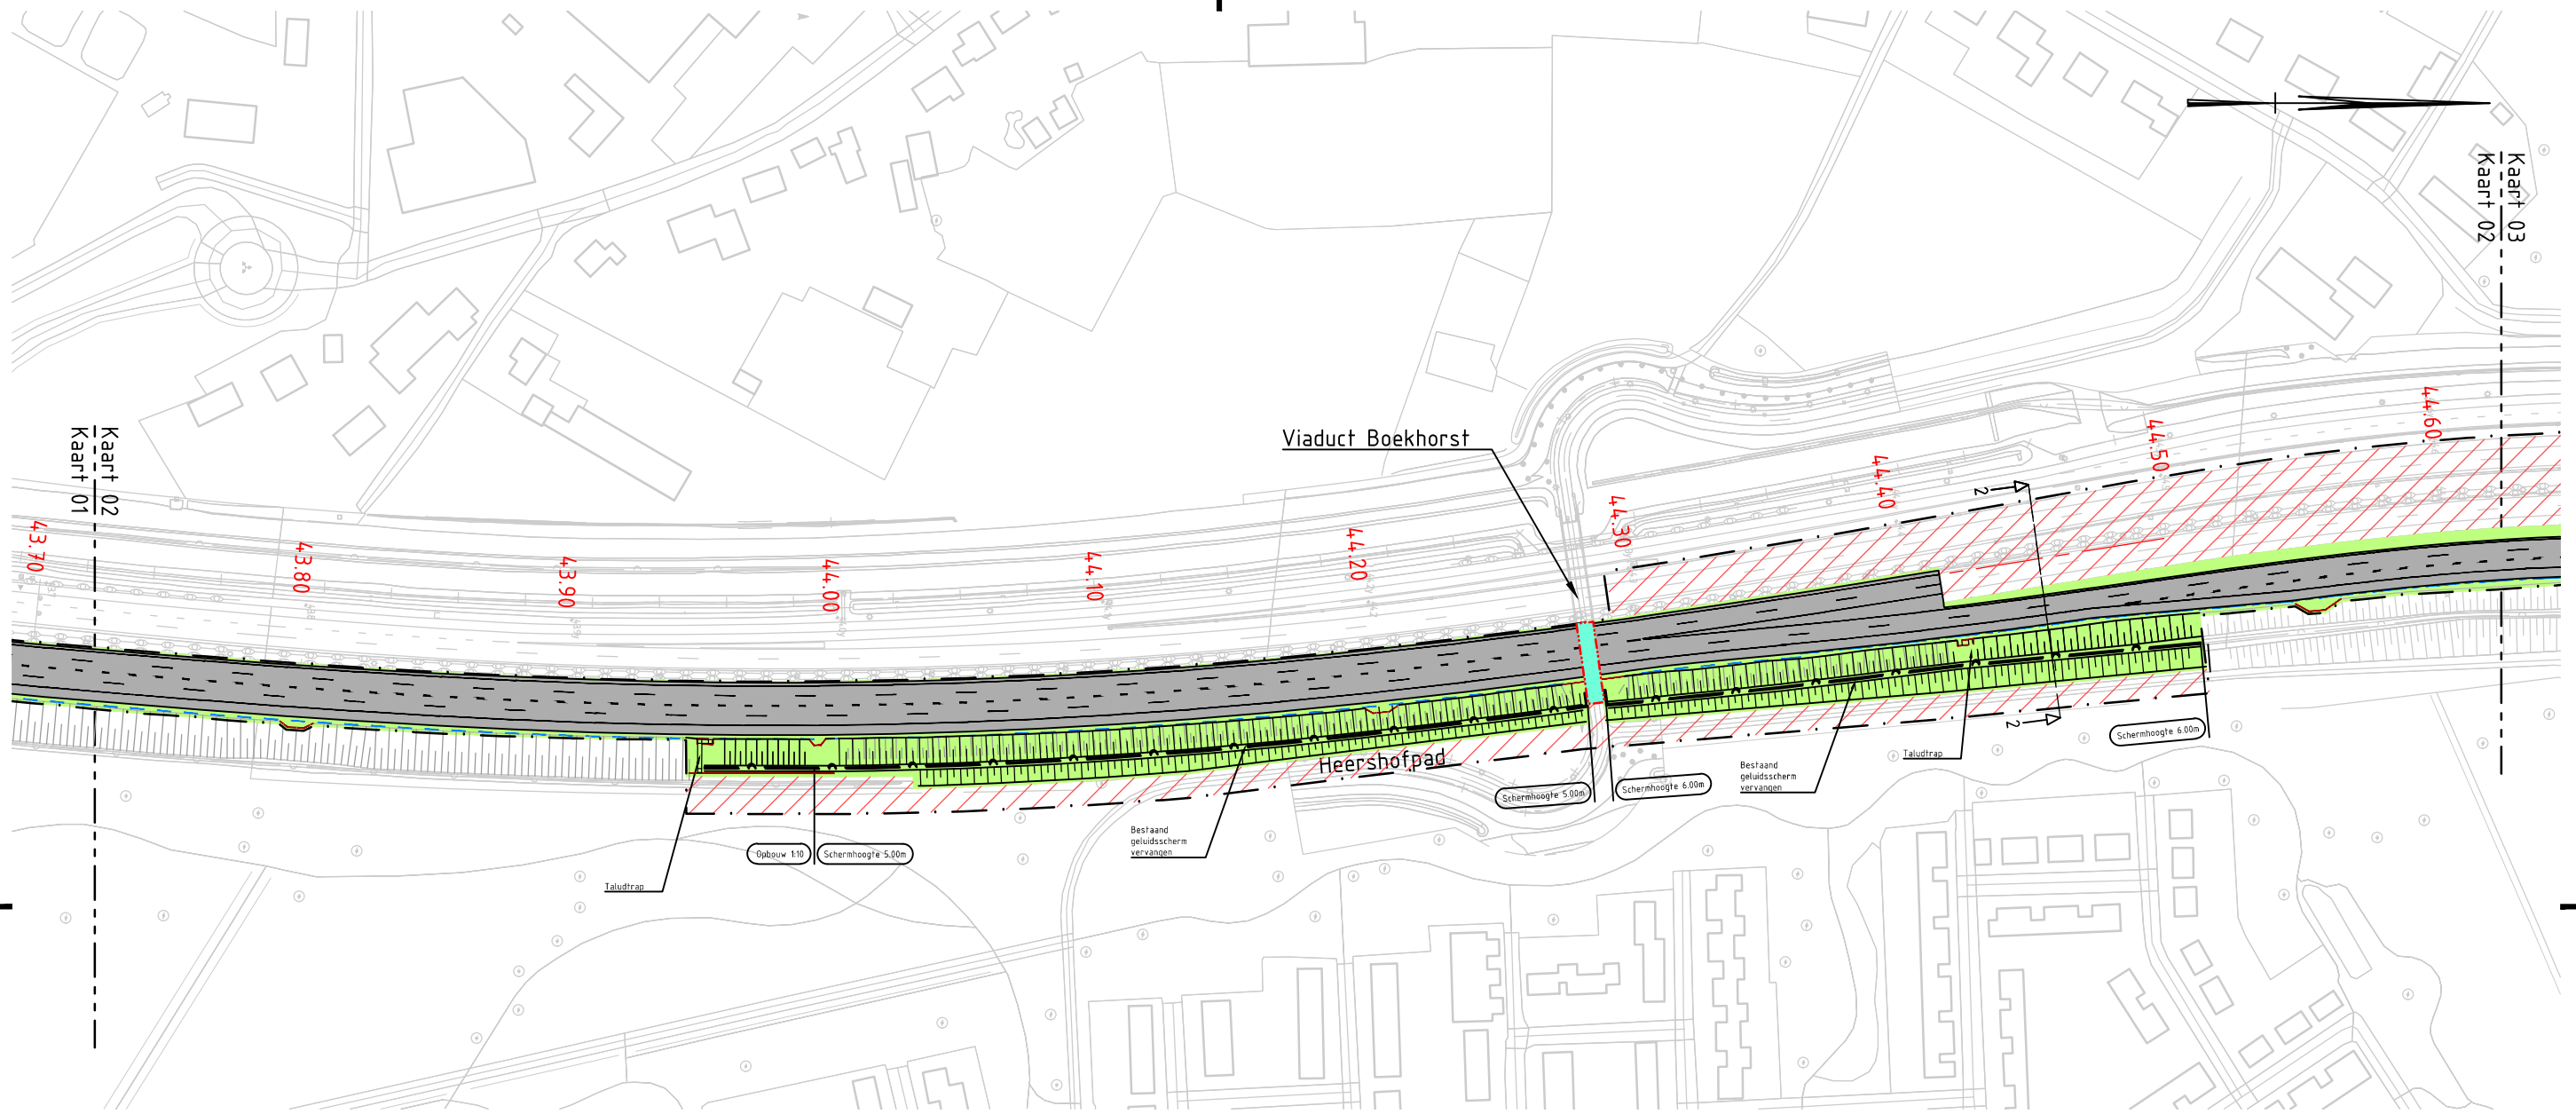 Kaart 03
Kaart 02
Kaart 02
Kaart 01
Viaduct Boekhorst
43.70
43.80
43.90
44.00
44.10
44.20
44.30
44.40
44.50
44.60
2
2
Heershofpad
Schermhoogte 6.00m
Taludtrap
Bestaand
geluidsscherm
vervangen
Schermhoogte 5.00m
Schermhoogte 6.00m
Bestaand
geluidsscherm
vervangen
Opbouw 1:10
Schermhoogte 5.00m
Taludtrap